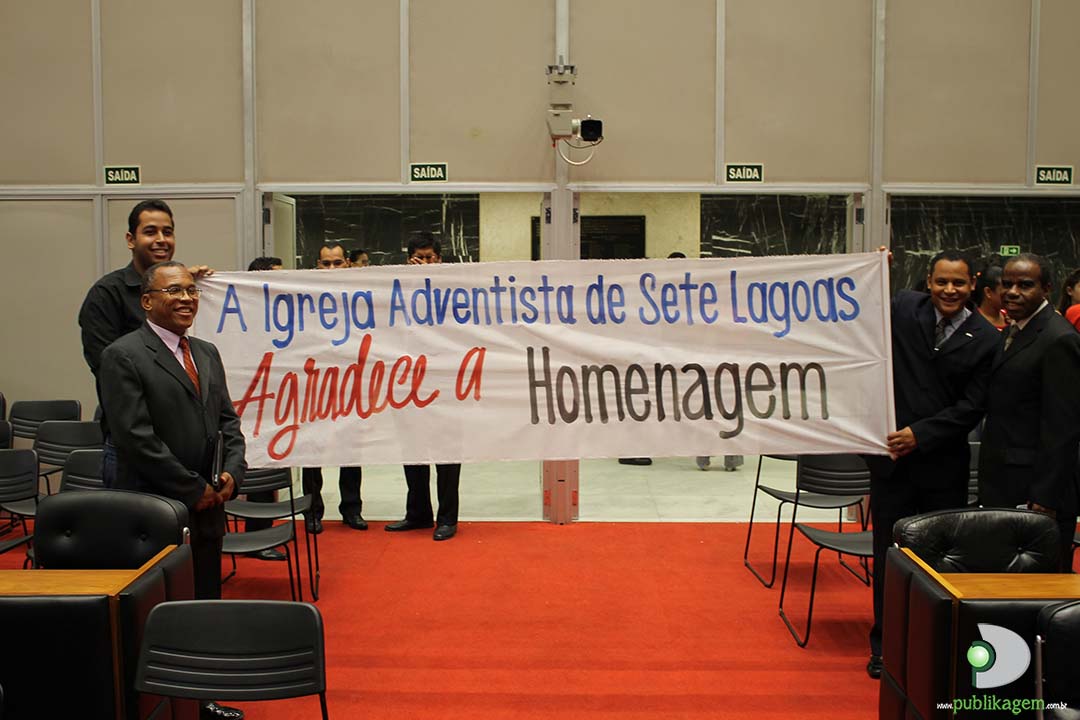 SAÍDA
SAÍDA
SAÍDA
SAÍDA
A Igreja Adventista de Sete Lagoas
Agradece a Homenagem
www.publikagem.com.br